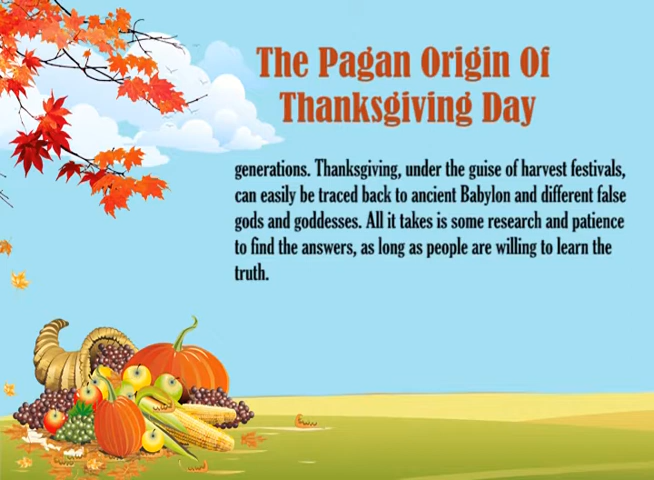 The Pagan Origin Of
Thanksgiving Day
generations. Thanksgiving, under the guise of harvest festivals,
can easily be traced back to ancient Babylon and different false
gods and goddesses. All it takes is some research and patience
to find the answers, as long as people are willing to learn the
truth.